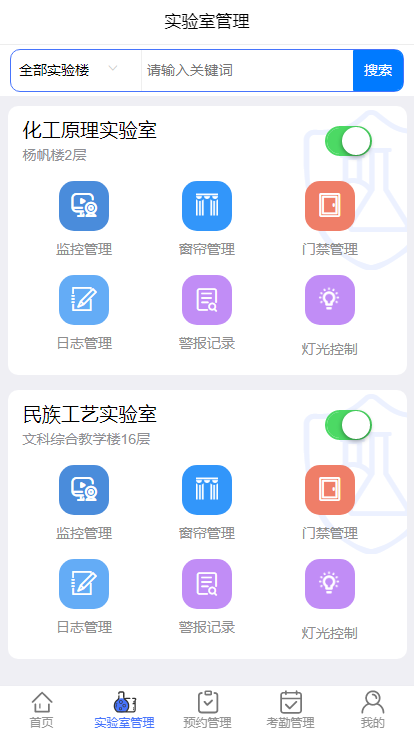 实验室管理
全部实验楼 请输入关键词 搜索
化工原理实验室
杨帆楼2层
监控管理 窗帘管理 门禁管理
日志管理 警报记录 灯光控制
民族工艺实验室
文科综合教学楼16层
监控管理 窗帘管理 门禁管理
日志管理 警报记录 灯光控制
首页 实验室管理 预约管理 考勤管理 我的